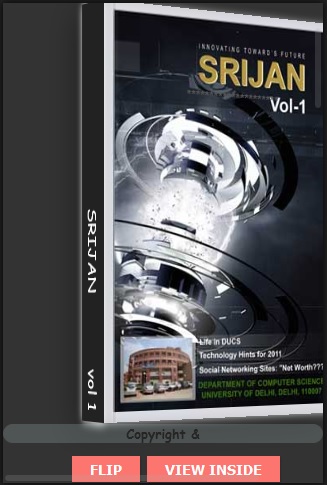 INNOVATING TOWARD'S FUTURE
SRIJAN
Vol-1
SRIJAN
vol 1
Life in DUCS
Technology Hints for 2011
Social Networking Sites: "Net Worth???
DEPARTMENT OF COMPUTER SCIENCE
UNIVERSITY OF DELHI, DELHI, 110007
Copyright &
FLIP
VIEW INSIDE